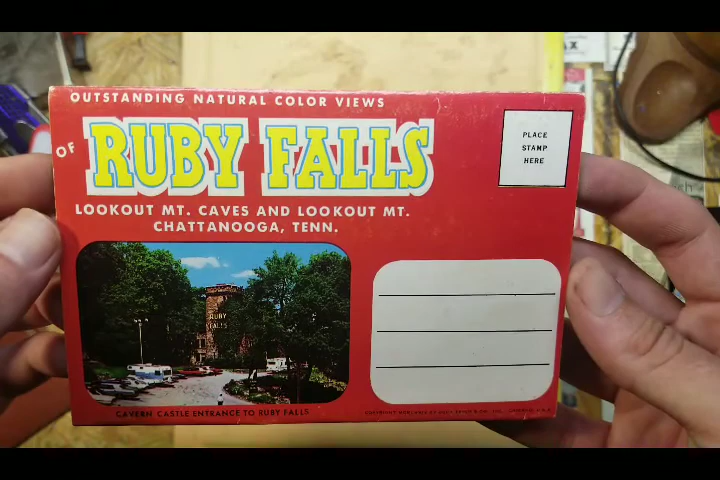 OUTSTANDING NATURAL COLOR VIEWS
OF RUBY FALLS
LOOKOUT MT. CAVES AND LOOKOUT MT.
CHATTANOOGA, TENN.
PLACE
STAMP
HERE
RUBY
FALLS
CAVERN CASTLE ENTRANCE TO RUBY FALLS